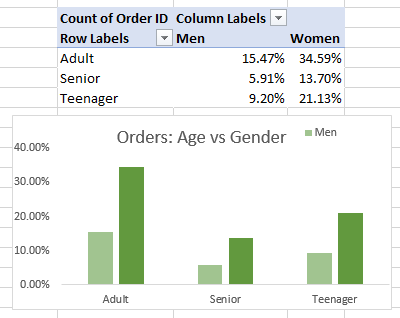 Count of Order ID Column Labels
Row Labels Men Women
Adult 15.47% 34.59%
Senior 5.91% 13.70%
Teenager 9.20% 21.13%
Orders: Age vs Gender
Men
40.00%
30.00%
20.00%
10.00%
0.00%
Adult Senior Teenager